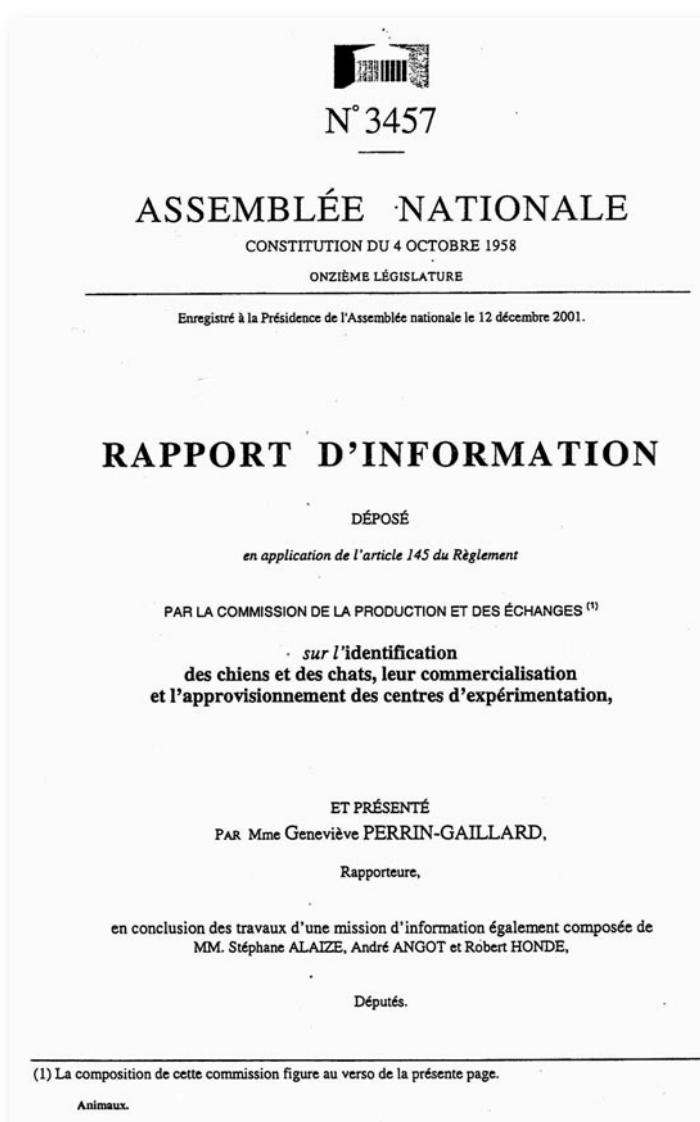 N° 3457
ASSEMBLÉE NATIONALE
CONSTITUTION DU 4 OCTOBRE 1958
ONZIÈME LÉGISLATURE
Enregistré à la Présidence de l'Assemblée nationale le 12 décembre 2001.
RAPPORT D'INFORMATION
DÉPOSÉ
en application de l'article 145 du Règlement
PAR LA COMMISSION DE LA PRODUCTION ET DES ÉCHANGES (1)
sur l'identification
des chiens et des chats, leur commercialisation
et l'approvisionnement des centres d'expérimentation,
ET PRÉSENTÉ
PAR Mme Geneviève PERRIN-GAILLARD,
Rapporteure,
en conclusion des travaux d'une mission d'information également composée de
MM. Stéphane ALAIZE, André ANGOT et Robert HONDE,
Députés.
(1) La composition de cette commission figure au verso de la présente page.
Animaux.